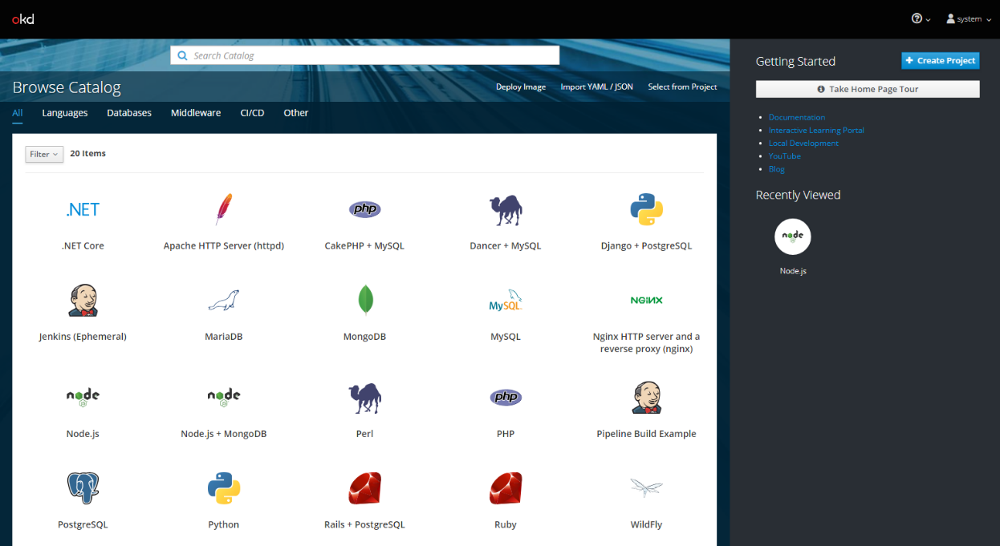 okd
system
Search Catalog
Browse Catalog
Deploy Image
Import YAML / JSON
Select from Project
All
Languages
Databases
Middleware
CI/CD
Other
Filter
20 Items
.NET
.NET Core
Apache HTTP Server (httpd)
php
CakePHP + MySQL
Dancer + MySQL
Django + PostgreSQL
Jenkins (Ephemeral)
MariaDB
MongoDB
MySQL
MySQL
NGINX
Nginx HTTP server and a
reverse proxy (nginx)
node
Node.js
node
Node.js + MongoDB
Perl
php
PHP
Pipeline Build Example
PostgreSQL
Python
Rails + PostgreSQL
Ruby
WildFly
Getting Started
+ Create Project
Take Home Page Tour
Documentation
Interactive Learning Portal
Local Development
YouTube
Blog
Recently Viewed
node
Node.js